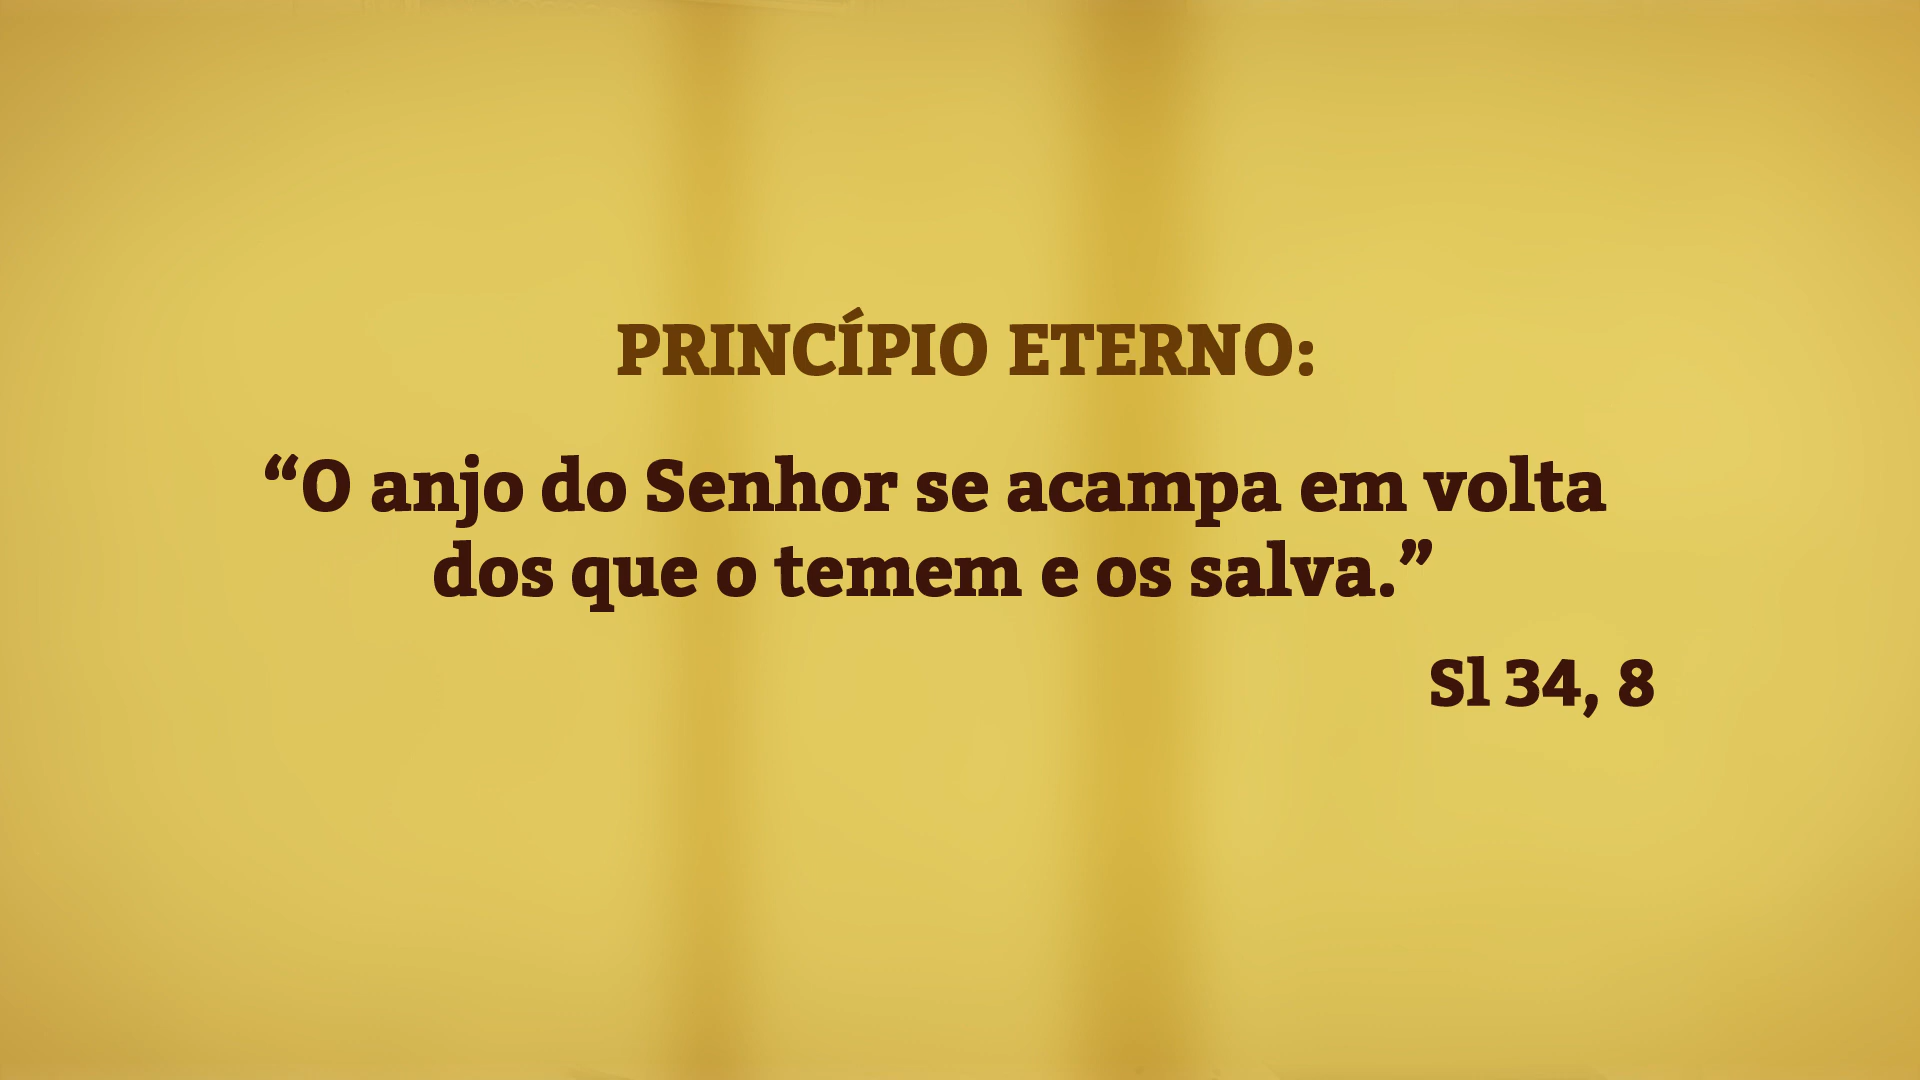 PRINCÍPIO ETERNO:
“O anjo do Senhor se acampa em volta
dos que o temem e os salva.”
Sl 34, 8